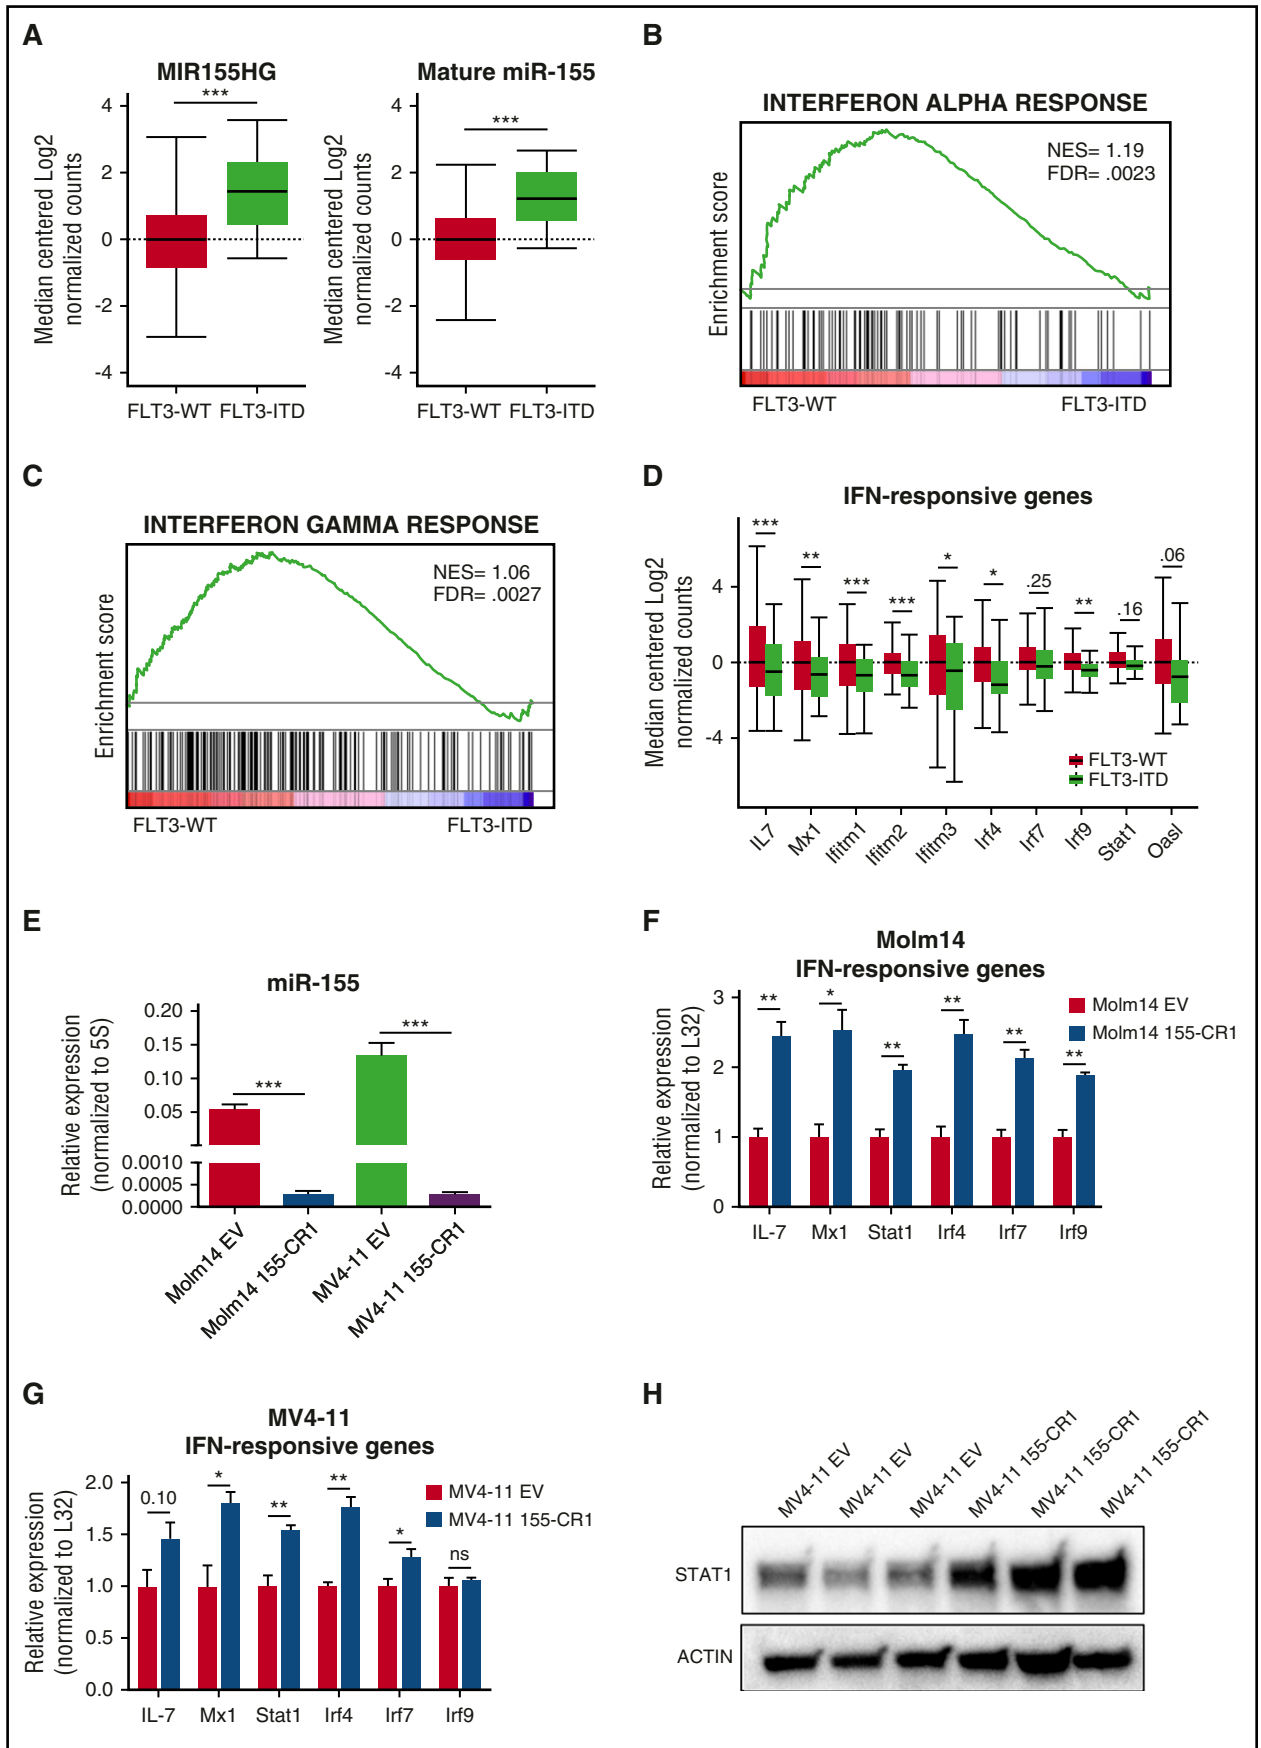 A
MIR155HG
Mature miR-155
***
***
Median centered Log2
normalized counts
4
2
0
-2
-4
FLT3-WT FLT3-ITD
Median centered Log2
normalized counts
4
2
0
-2
-4
FLT3-WT FLT3-ITD
B
INTERFERON ALPHA RESPONSE
NES= 1.19
FDR= .0023
Enrichment score
FLT3-WT
FLT3-ITD
C
INTERFERON GAMMA RESPONSE
NES= 1.06
FDR= .0027
Enrichment score
FLT3-WT
FLT3-ITD
D
IFN-responsive genes
*** ** *** *** * * .25 ** .16 .06
Median centered Log2
normalized counts
4
0
-4
FLT3-WT
FLT3-ITD
IL7 Mx1 Ifitm1 Ifitm2 Ifitm3 Irf4 Irf7 Irf9 Stat1 Oasl
E
miR-155
Relative expression
(normalized to 5S)
0.20
0.15
0.10
0.05
0.0010
0.0005
0.0000
***
***
Molm14 EV
Molm14 155-CR1
MV4-11 EV
MV4-11 155-CR1
F
Molm14
IFN-responsive genes
Molm14 EV
Molm14 155-CR1
Relative expression
(normalized to L32)
3
2
1
0
** * ** ** ** **
IL-7 Mx1 Stat1 Irf4 Irf7 Irf9
G
MV4-11
IFN-responsive genes
MV4-11 EV
MV4-11 155-CR1
Relative expression
(normalized to L32)
2.0
1.5
1.0
0.5
0.0
0.10 * ** ** * ns
IL-7 Mx1 Stat1 Irf4 Irf7 Irf9
H
MV4-11 EV
MV4-11 EV
MV4-11 EV
MV4-11 155-CR1
MV4-11 155-CR1
MV4-11 155-CR1
STAT1
ACTIN